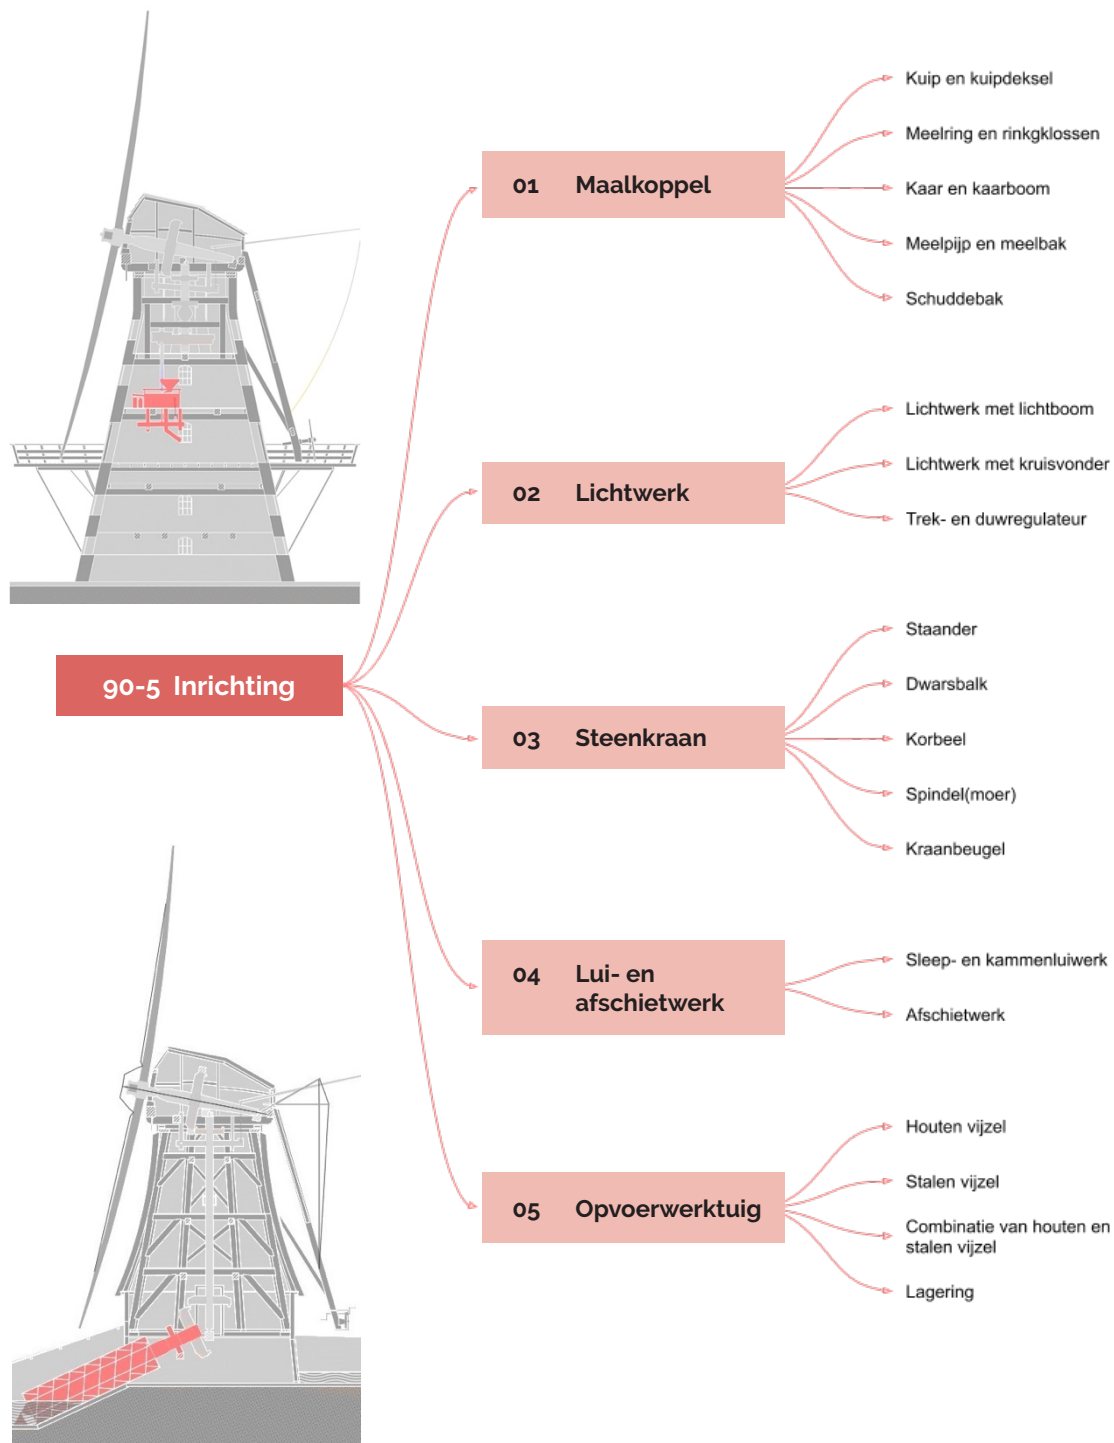 90-5 Inrichting
01 Maalkoppel
Kuip en kuipdeksel
Meelring en rinkgklossen
Kaar en kaarboom
Meelpijp en meelbak
Schuddebak
02 Lichtwerk
Lichtwerk met lichtboom
Lichtwerk met kruisvonder
Trek- en duwregulateur
03 Steenkraan
Staander
Dwarsbalk
Korbeel
Spindel(moer)
Kraanbeugel
04 Lui- en
afschietwerk
Sleep- en kammenluiwerk
Afschietwerk
05 Opvoerwerktuig
Houten vijzel
Stalen vijzel
Combinatie van houten en
stalen vijzel
Lagering